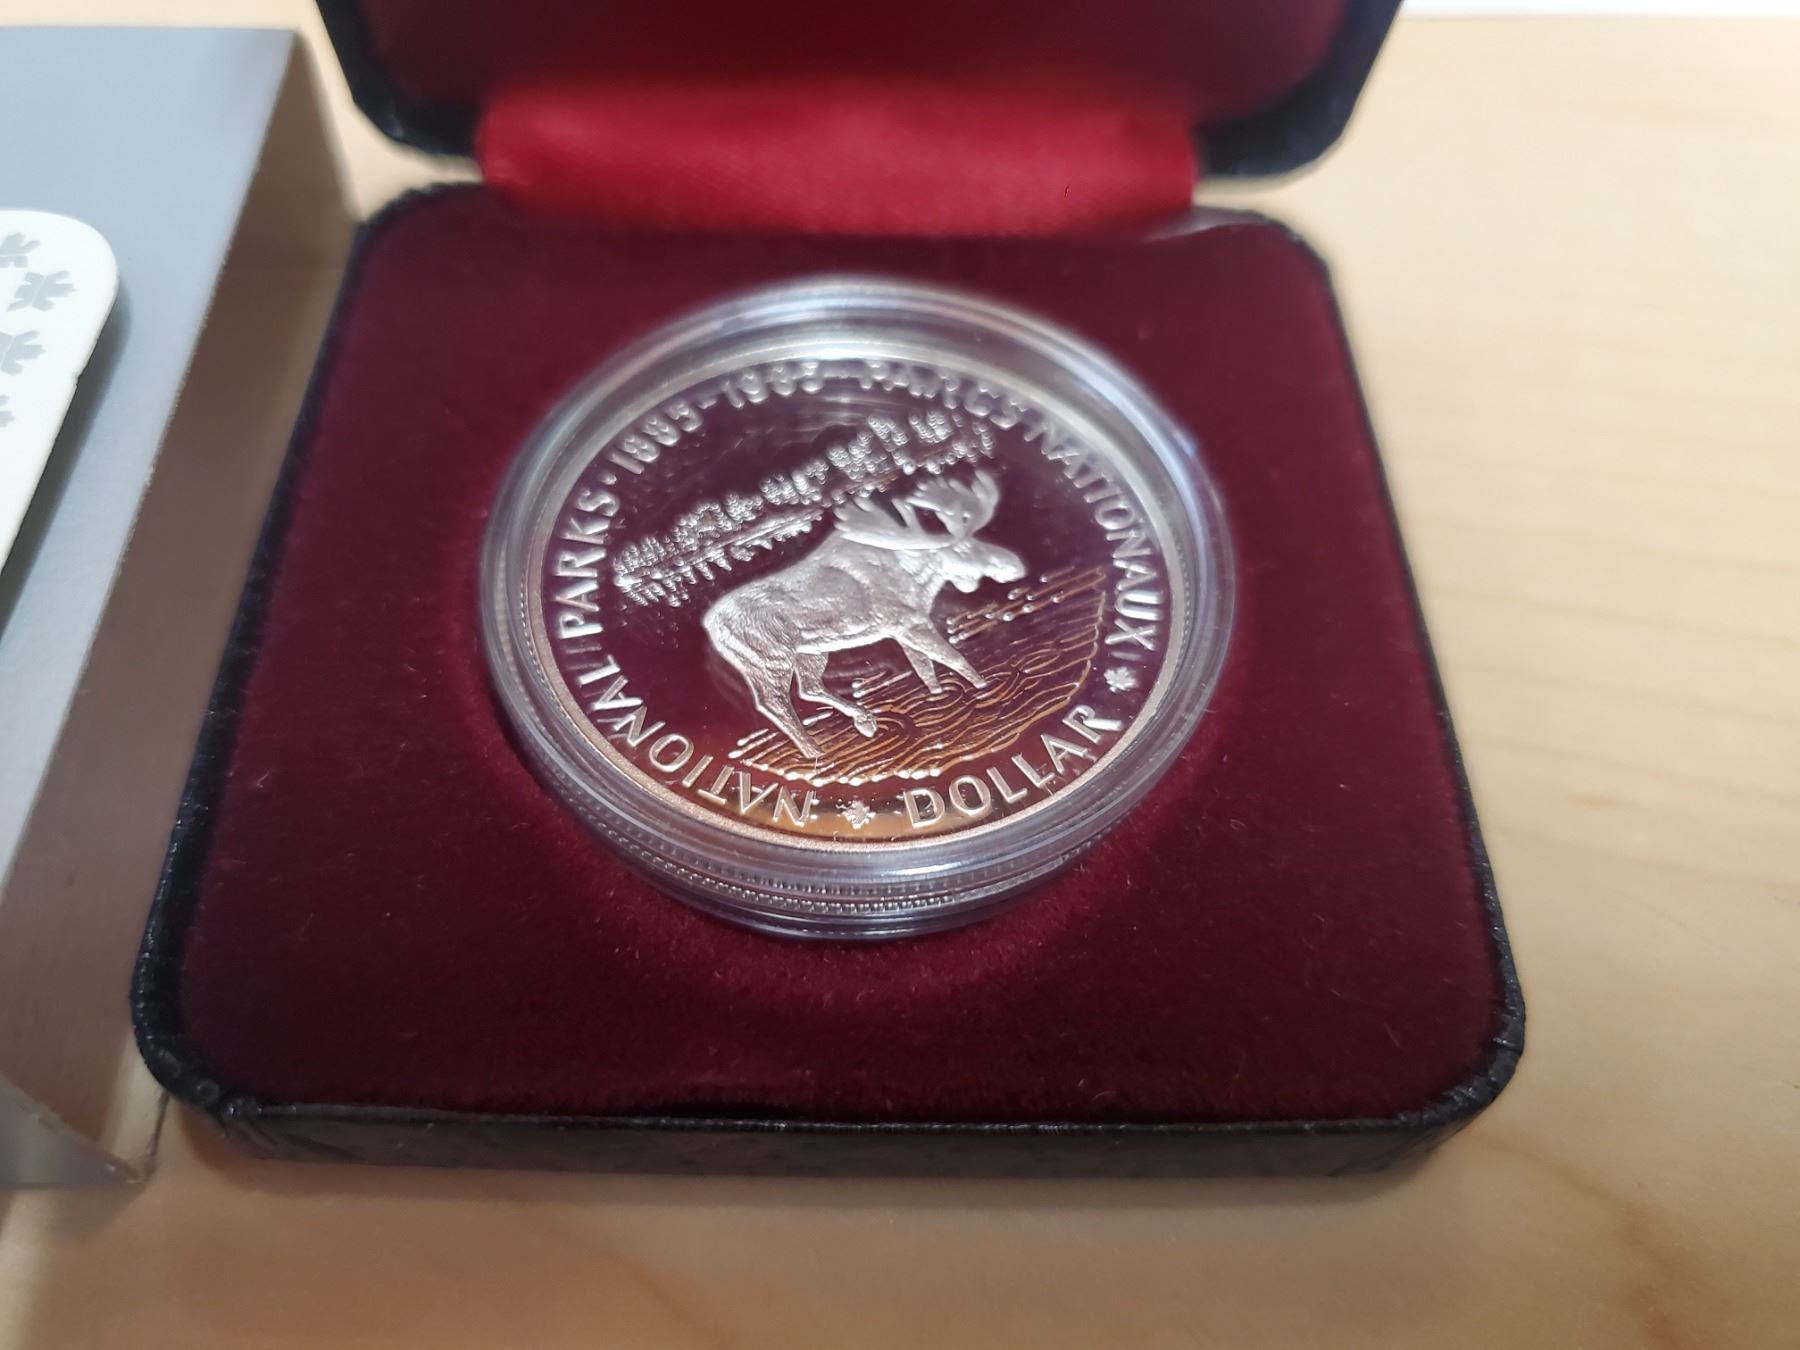 NATIONAL PARKS · 1885-1985 · PARCS NATIONAUX
DOLLAR